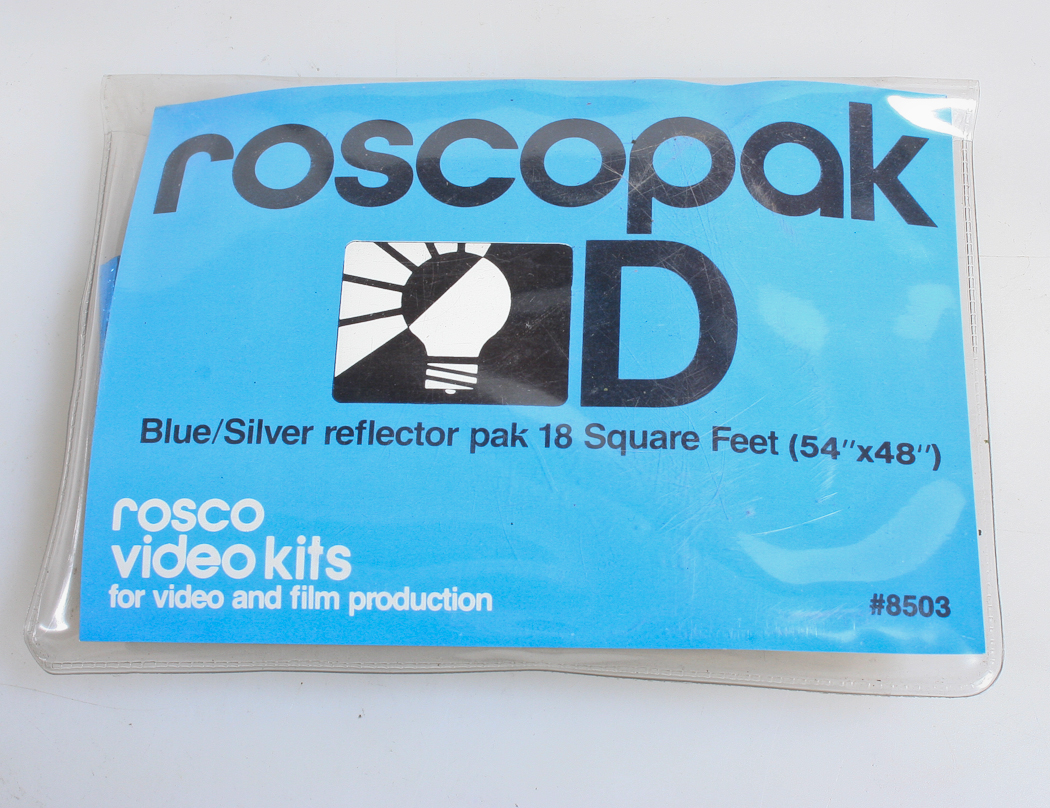 roscopak
D
Blue/Silver reflector pak 18 Square Feet (54"x48")
rosco
video kits
for video and film production
#8503